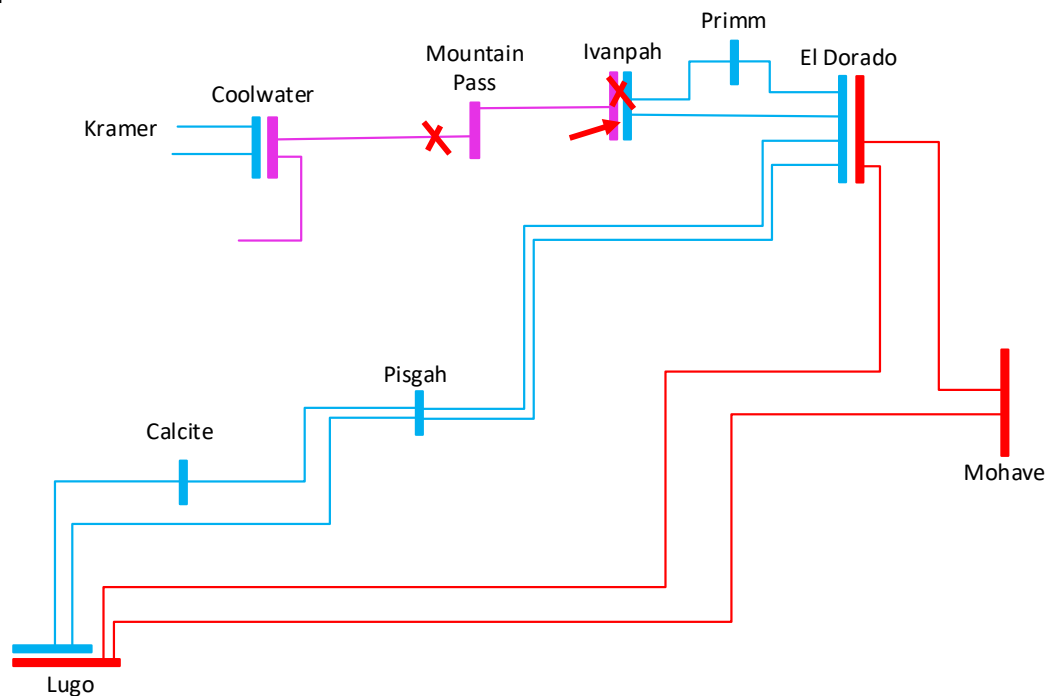 Primm
Mountain
Pass
Ivanpah
El Dorado
Coolwater
Kramer
Pisgah
Calcite
Mohave
Lugo